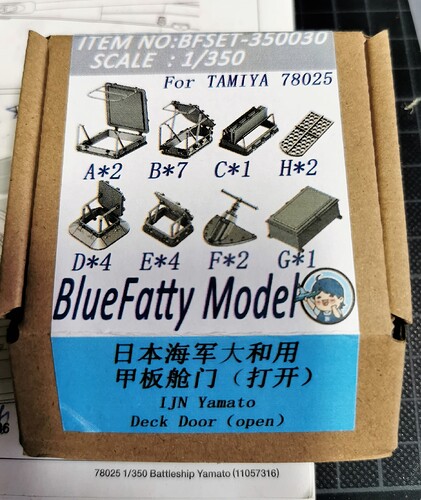 ITEM NO:BFSET-350030
SCALE : 1/350
For TAMIYA 78025
A*2 B*7 C*1 H*2
D*4 E*4 F*2 G*1
BlueFatty Model
日本海军大和用
甲板舱门（打开）
IJN Yamato
Deck Door (open)
78025 1/350 Battleship Yamato (11057316)